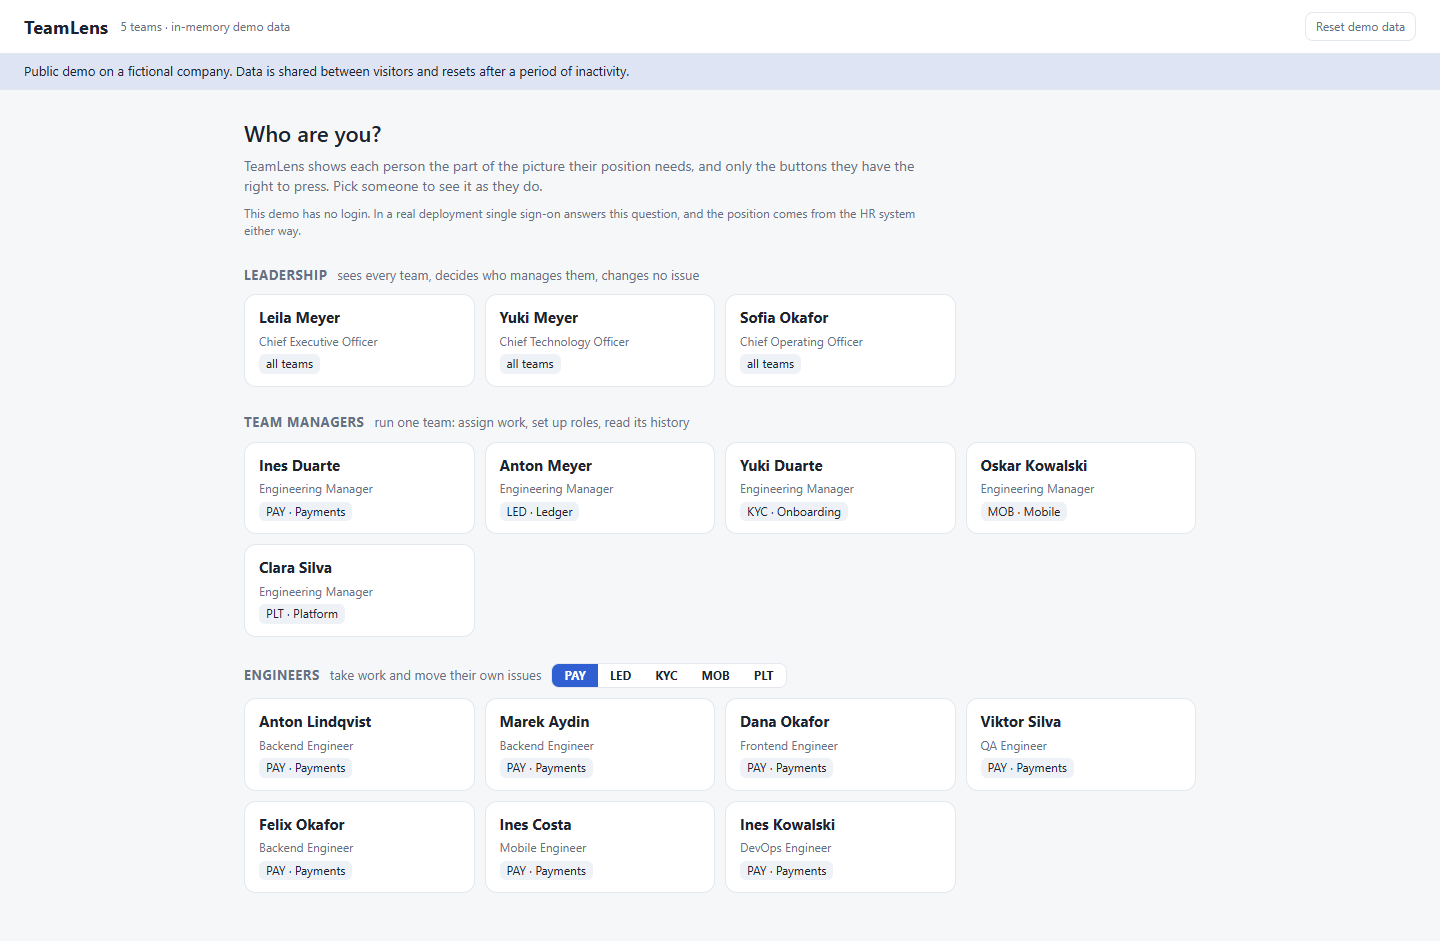 TeamLens 5 teams · in-memory demo data
Reset demo data
Public demo on a fictional company. Data is shared between visitors and resets after a period of inactivity.
Who are you?
TeamLens shows each person the part of the picture their position needs, and only the buttons they have the
right to press. Pick someone to see it as they do.
This demo has no login. In a real deployment single sign-on answers this question, and the position comes from the HR system
either way.
LEADERSHIP sees every team, decides who manages them, changes no issue
Leila Meyer
Chief Executive Officer
all teams
Yuki Meyer
Chief Technology Officer
all teams
Sofia Okafor
Chief Operating Officer
all teams
TEAM MANAGERS run one team: assign work, set up roles, read its history
Ines Duarte
Engineering Manager
PAY · Payments
Anton Meyer
Engineering Manager
LED · Ledger
Yuki Duarte
Engineering Manager
KYC · Onboarding
Oskar Kowalski
Engineering Manager
MOB · Mobile
Clara Silva
Engineering Manager
PLT · Platform
ENGINEERS take work and move their own issues PAY LED KYC MOB PLT
Anton Lindqvist
Backend Engineer
PAY · Payments
Marek Aydin
Backend Engineer
PAY · Payments
Dana Okafor
Frontend Engineer
PAY · Payments
Viktor Silva
QA Engineer
PAY · Payments
Felix Okafor
Backend Engineer
PAY · Payments
Ines Costa
Mobile Engineer
PAY · Payments
Ines Kowalski
DevOps Engineer
PAY · Payments